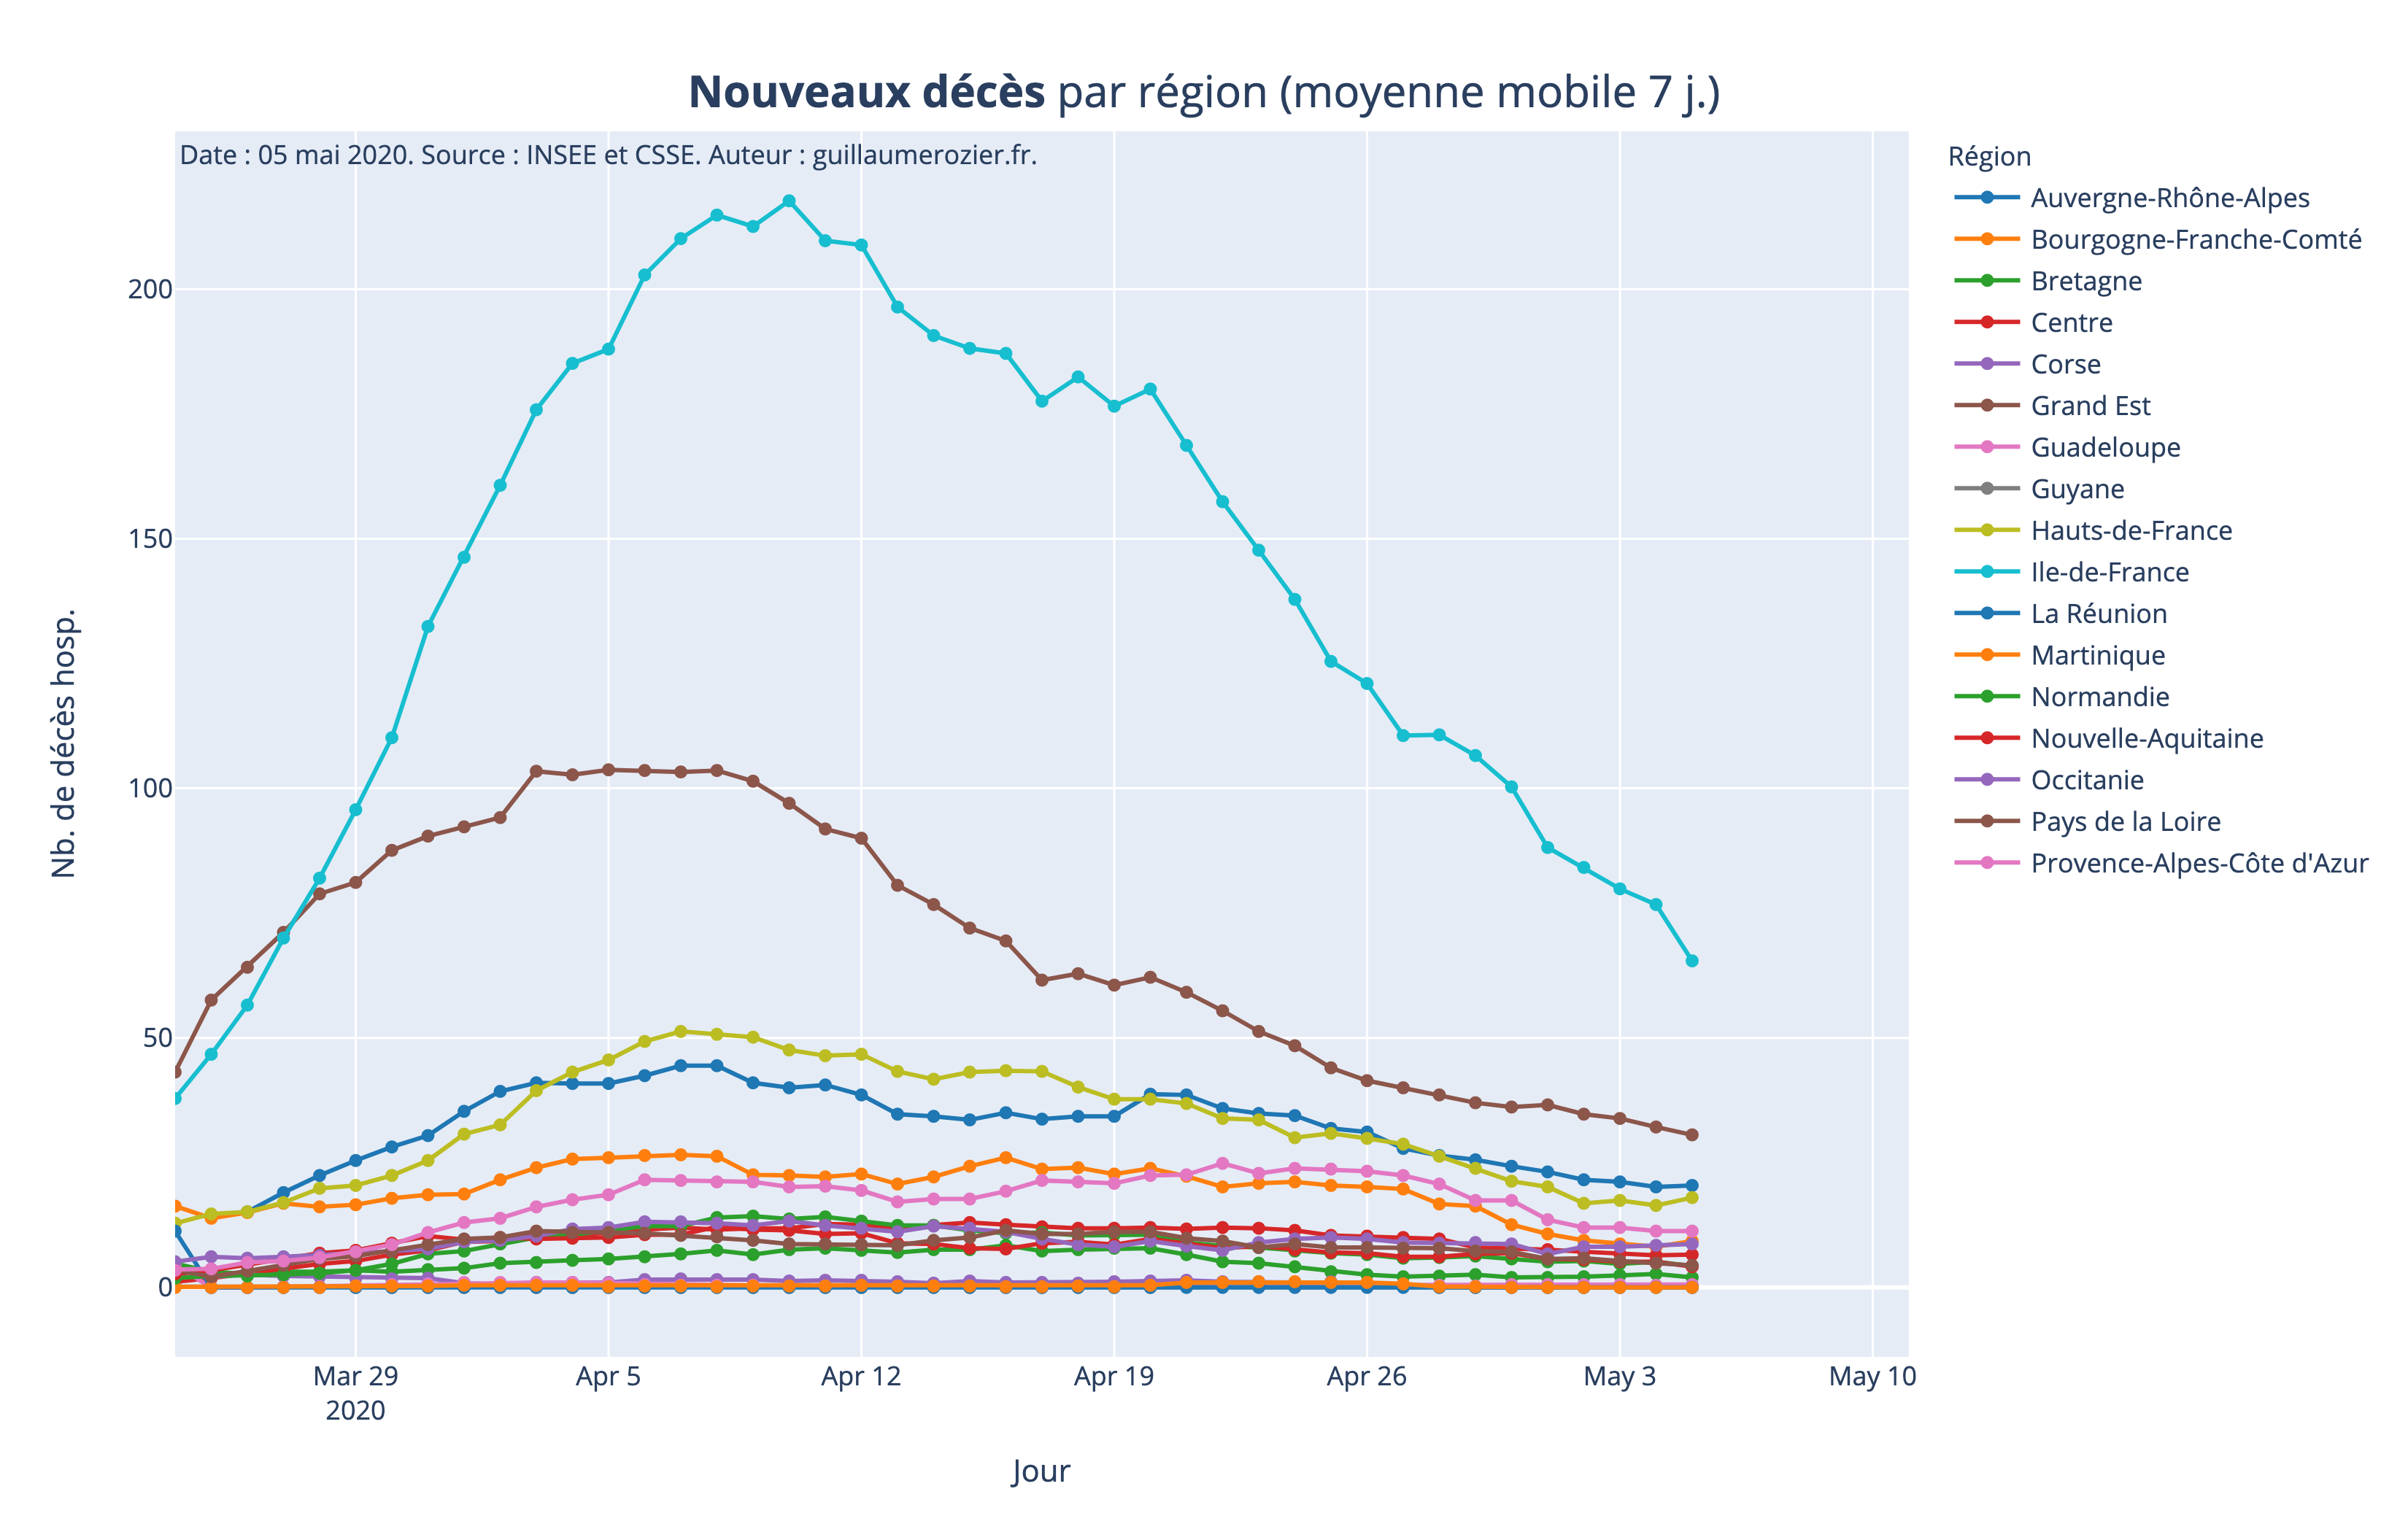 Nouveaux décès par région (moyenne mobile 7 j.)
Date : 05 mai 2020. Source : INSEE et CSSE. Auteur : guillaumerozier.fr.
Nb. de décès hosp.
200
150
100
50
0
Mar 29
2020
Apr 5
Apr 12
Apr 19
Apr 26
May 3
May 10
Jour
Région
Auvergne-Rhône-Alpes
Bourgogne-Franche-Comté
Bretagne
Centre
Corse
Grand Est
Guadeloupe
Guyane
Hauts-de-France
Ile-de-France
La Réunion
Martinique
Normandie
Nouvelle-Aquitaine
Occitanie
Pays de la Loire
Provence-Alpes-Côte d'Azur